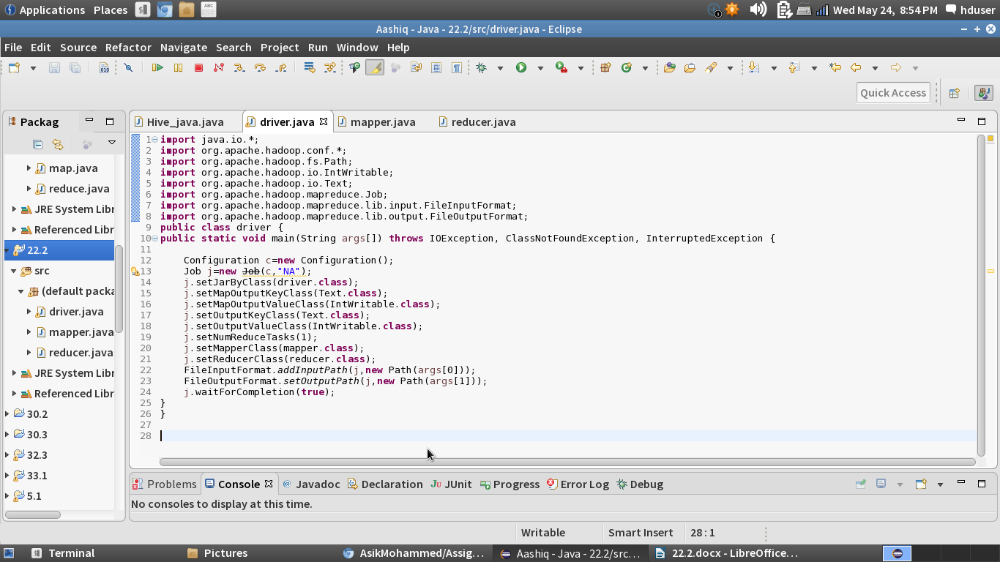 Applications Places
Wed May 24, 8:54 PM hduser
Aashiq - Java - 22.2/src/driver.java - Eclipse
File Edit Source Refactor Navigate Search Project Run Window Help
Quick Access
Packag
map.java
reduce.java
JRE System Libr
Referenced Libr
22.2
src
(default packa
driver.java
mapper.java
reducer.java
JRE System Libr
Referenced Libr
30.2
30.3
32.3
33.1
5.1
Hive_java.java driver.java mapper.java reducer.java
1 import java.io.*;
2 import org.apache.hadoop.conf.*;
3 import org.apache.hadoop.fs.Path;
4 import org.apache.hadoop.io.IntWritable;
5 import org.apache.hadoop.io.Text;
6 import org.apache.hadoop.mapreduce.Job;
7 import org.apache.hadoop.mapreduce.lib.input.FileInputFormat;
8 import org.apache.hadoop.mapreduce.lib.output.FileOutputFormat;
9 public class driver {
10 public static void main(String args[]) throws IOException, ClassNotFoundException, InterruptedException {
11
12 Configuration c=new Configuration();
13 Job j=new Job(c,"NA");
14 j.setJarByClass(driver.class);
15 j.setMapOutputKeyClass(Text.class);
16 j.setMapOutputValueClass(IntWritable.class);
17 j.setOutputKeyClass(Text.class);
18 j.setOutputValueClass(IntWritable.class);
19 j.setNumReduceTasks(1);
20 j.setMapperClass(mapper.class);
21 j.setReducerClass(reducer.class);
22 FileInputFormat.addInputPath(j,new Path(args[0]));
23 FileOutputFormat.setOutputPath(j,new Path(args[1]));
24 j.waitForCompletion(true);
25 }
26 }
27
28
Problems Console Javadoc Declaration JUnit Progress Error Log Debug
No consoles to display at this time.
Writable Smart Insert 28 : 1
Terminal Pictures AsikMohammed/Assig... Aashiq - Java - 22.2/src... 22.2.docx - LibreOffice...